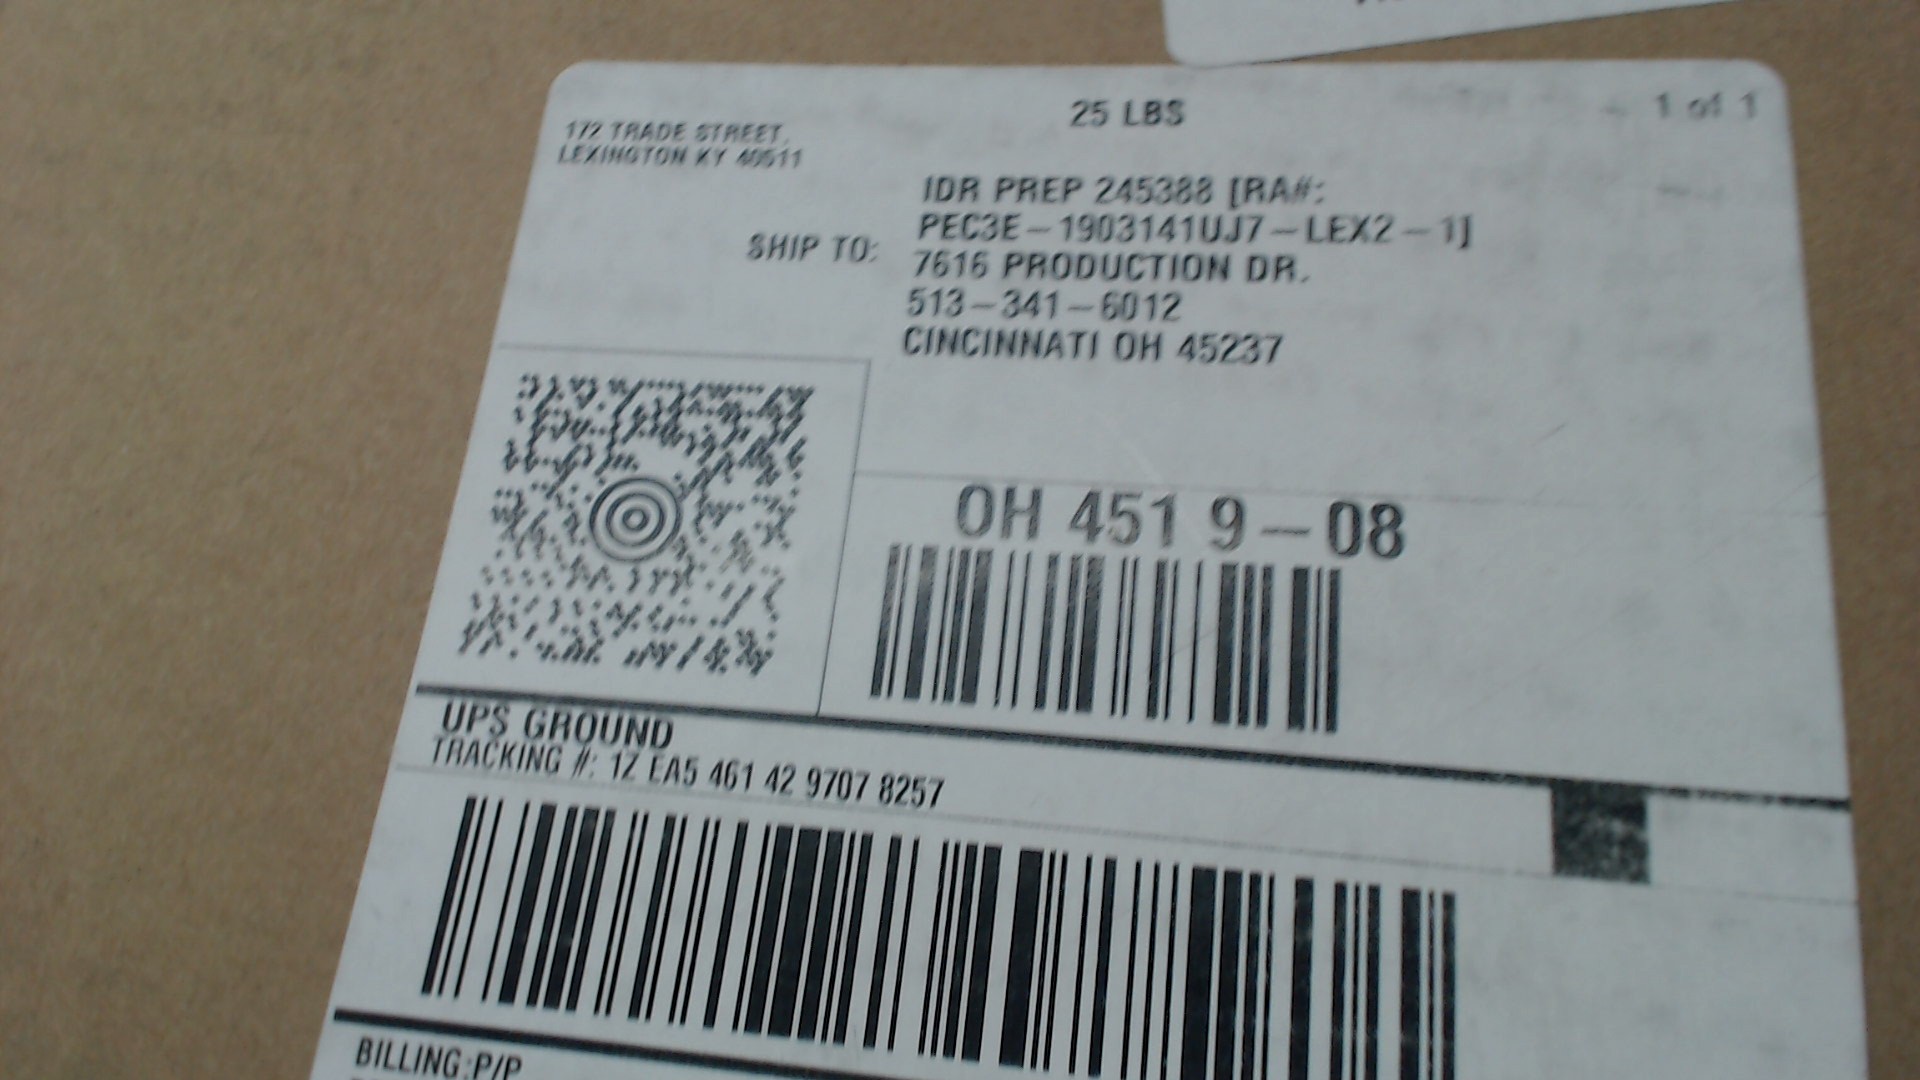 25 LBS
1 of 1
172 TRADE STREET,
LEXINGTON KY 40511
SHIP TO:
IDR PREP 245388 [RA#:
PEC3E-1903141UJ7-LEX2-1]
7616 PRODUCTION DR.
513-341-6012
CINCINNATI OH 45237
OH 451 9-08
UPS GROUND
TRACKING #: 1Z EA5 461 42 9707 8257
BILLING:P/P